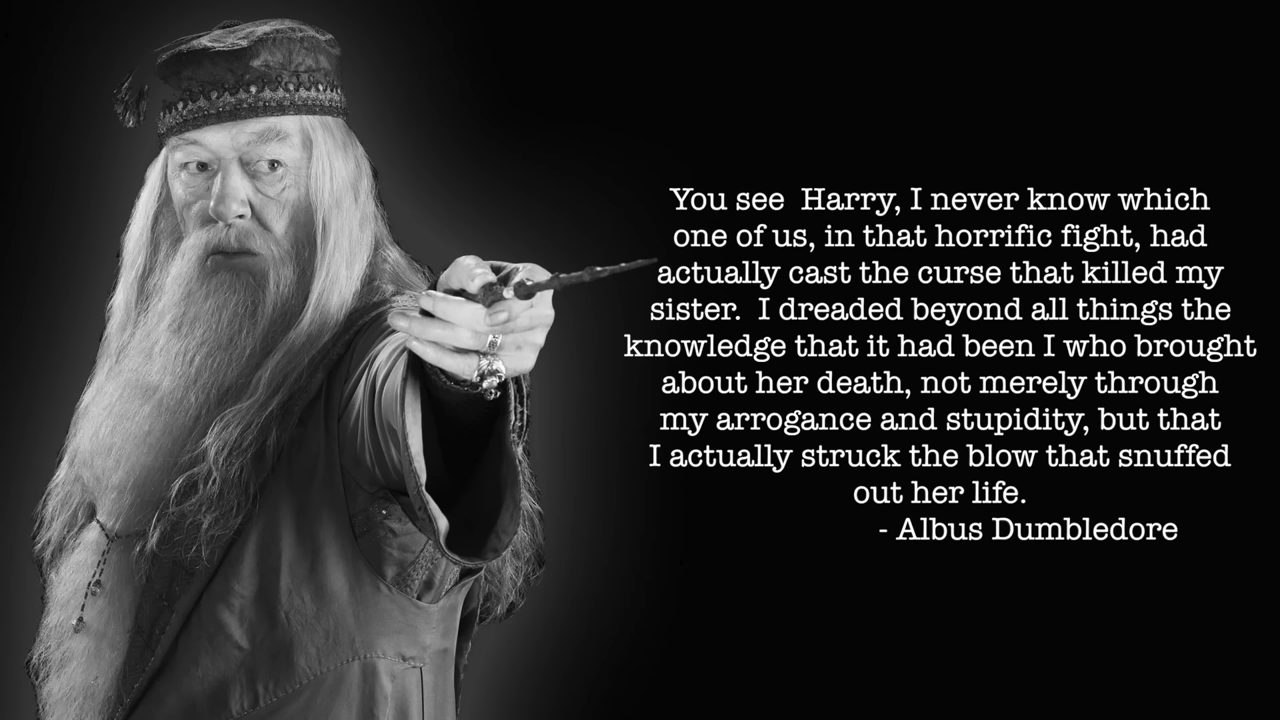 You see  Harry, I never know which
one of us, in that horrific fight, had
actually cast the curse that killed my
sister.  I dreaded beyond all things the
knowledge that it had been I who brought
about her death, not merely through
my arrogance and stupidity, but that
I actually struck the blow that snuffed
out her life.
- Albus Dumbledore